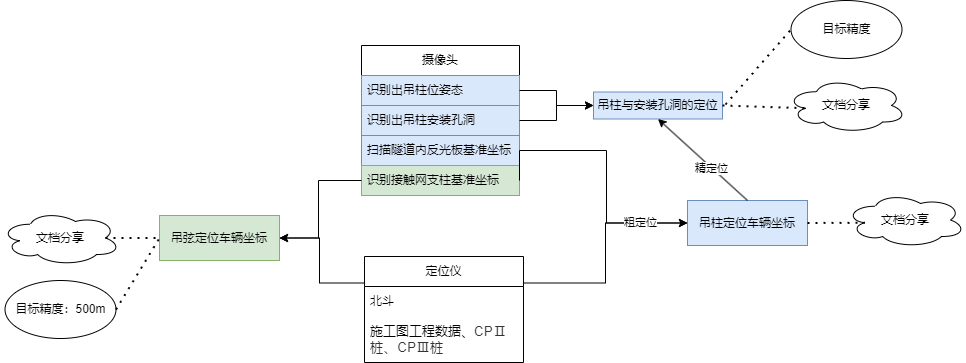 目标精度
摄像头
识别出吊柱位姿态
识别出吊柱安装孔洞
扫描隧道内反光板基准坐标
识别接触网支柱基准坐标
吊柱与安装孔洞的定位
文档分享
精定位
粗定位
吊柱定位车辆坐标
文档分享
文档分享
吊弦定位车辆坐标
目标精度：500m
定位仪
北斗
施工图工程数据、CPⅡ
桩、CPⅢ桩